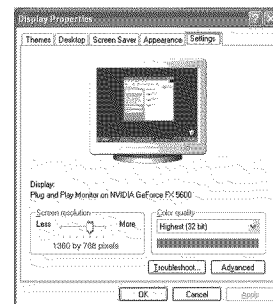 Display Properties
Themes Desktop Screen Saver Appearance Settings
Display:
Plug and Play Monitor on NVIDIA GeForce FX 5600
Screen resolution
Less More
1360 by 768 pixels
Color quality
Highest (32 bit)
Troubleshoot... Advanced
OK Cancel Apply